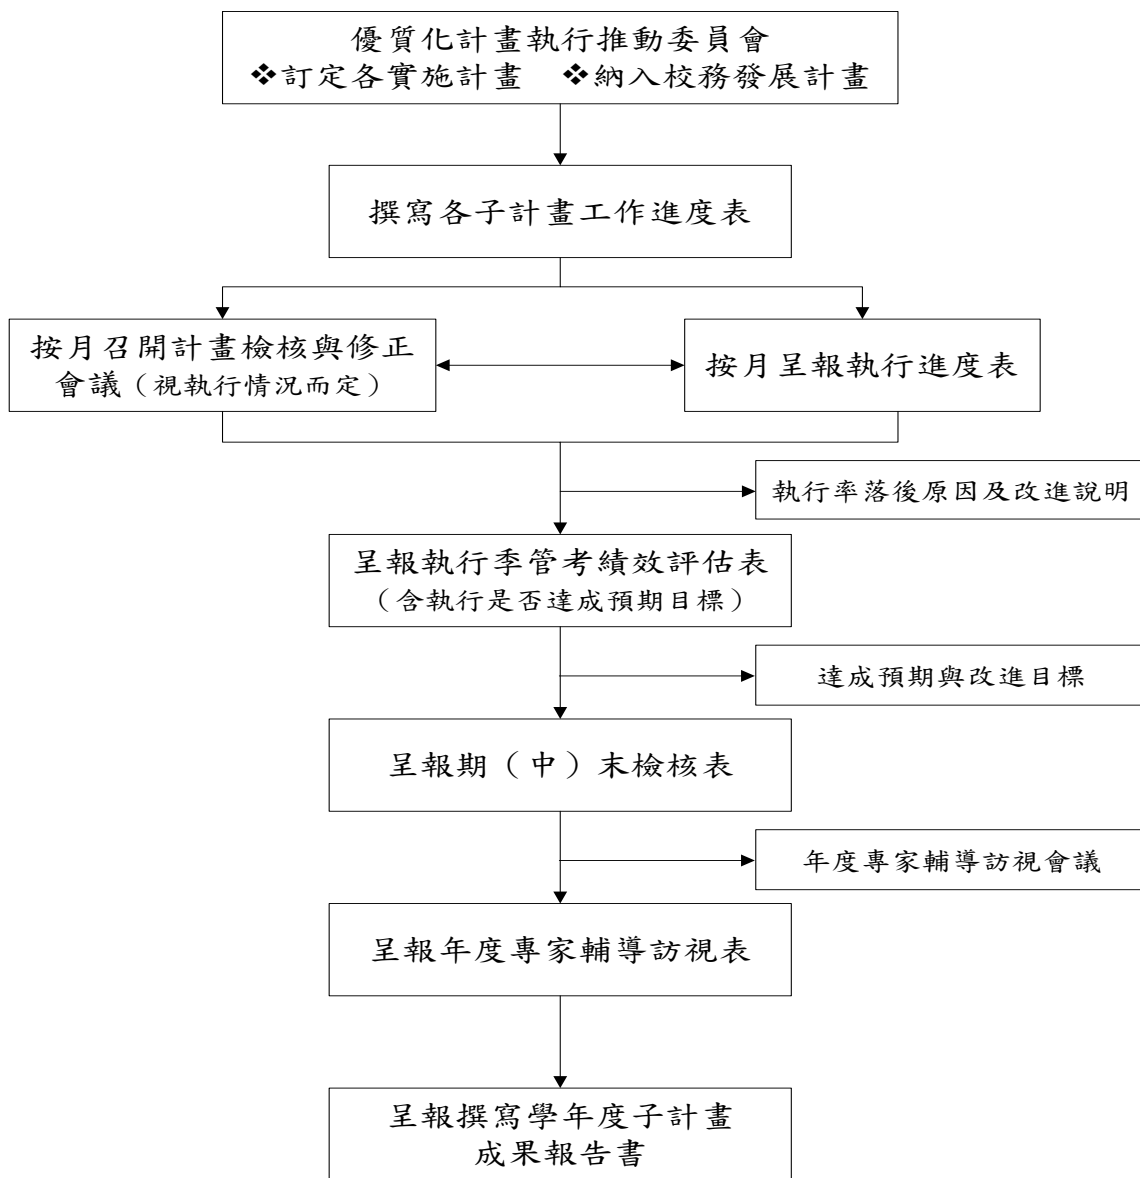 優質化計畫執行推動委員會
❖訂定各實施計畫 ❖納入校務發展計畫
撰寫各子計畫工作進度表
按月召開計畫檢核與修正
會議（視執行情況而定）
按月呈報執行進度表
執行率落後原因及改進說明
呈報執行季管考績效評估表
（含執行是否達成預期目標）
達成預期與改進目標
呈報期（中）末檢核表
年度專家輔導訪視會議
呈報年度專家輔導訪視表
呈報撰寫學年度子計畫
成果報告書